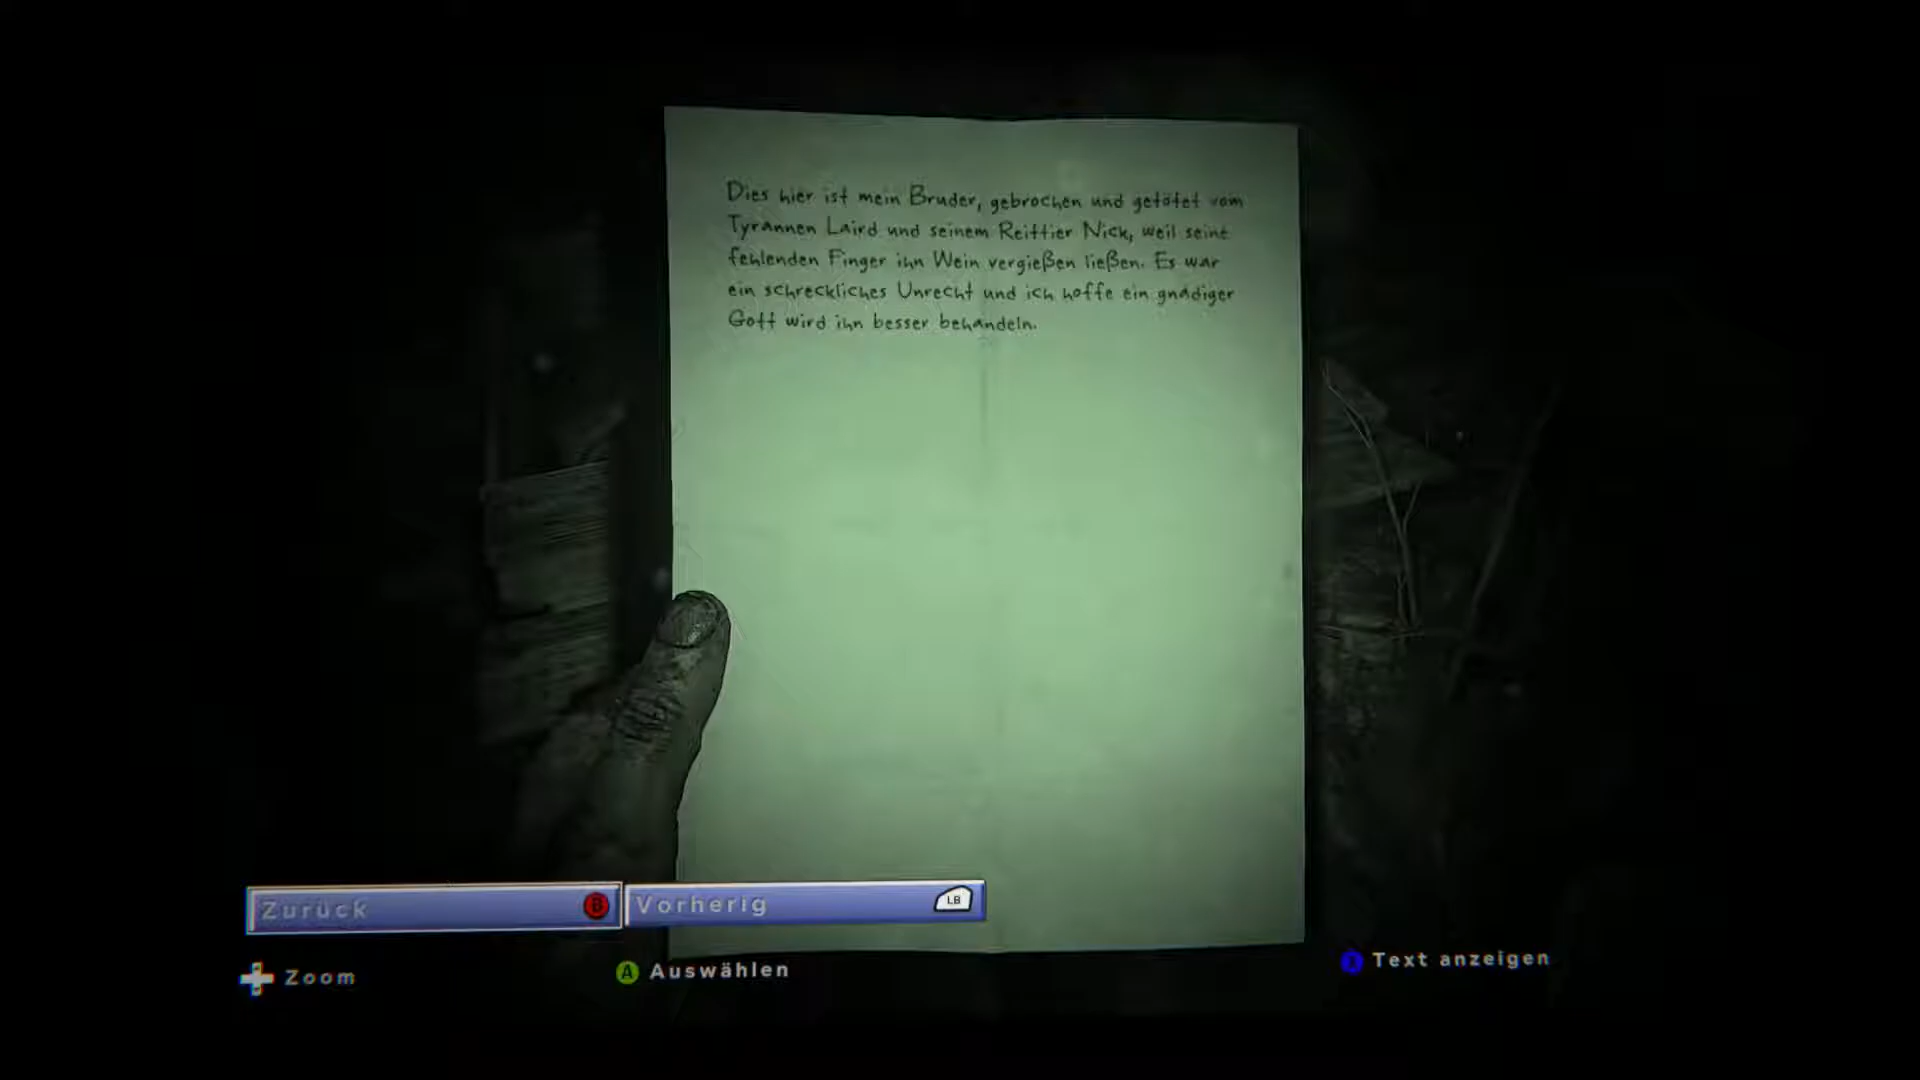 Dies hier ist mein Bruder, gebrochen und getötet vom
Tyrannen Laird und seinem Reittier Nick, weil seine
fehlenden Finger ihn Wein vergießen ließen. Es war
ein schreckliches Unrecht und ich hoffe ein gnädiger
Gott wird ihn besser behandeln.
Zurück B
Vorherig LB
Zoom
A Auswählen
X Text anzeigen